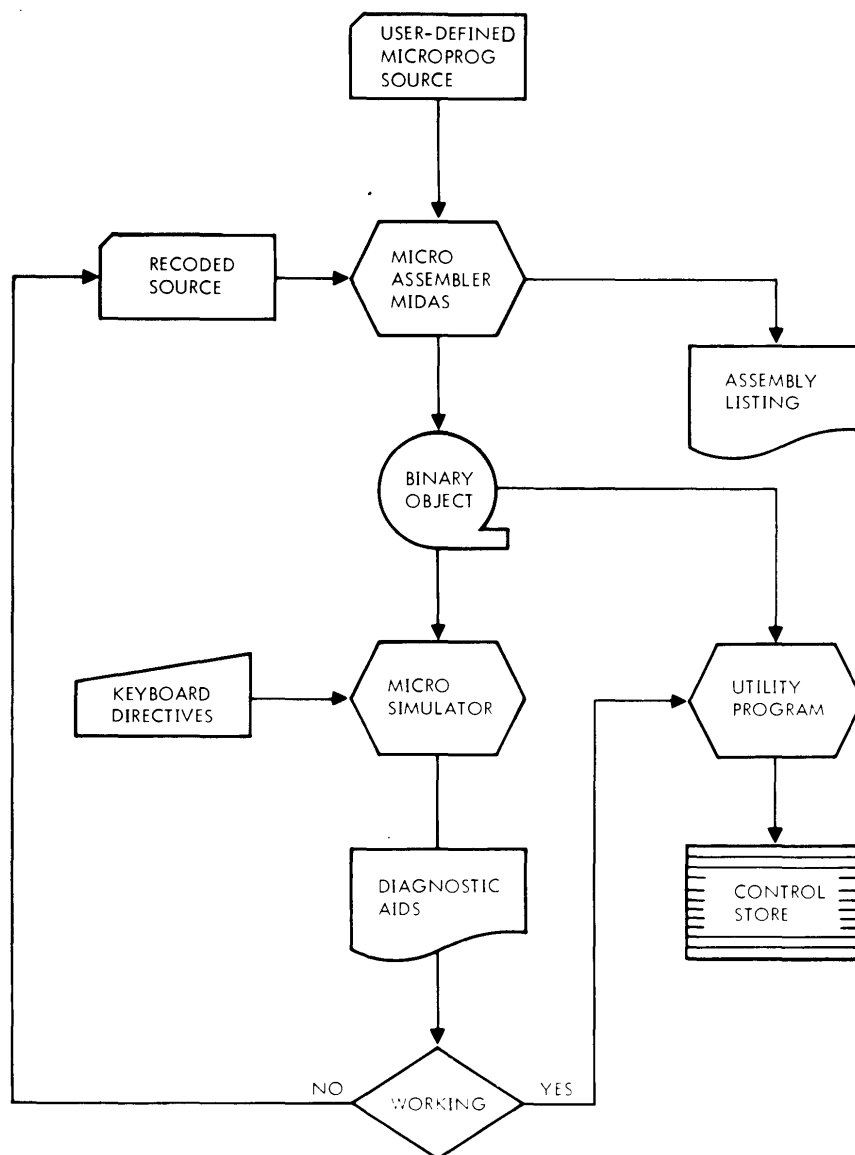 USER-DEFINED
MICROPROG
SOURCE
RECODED
SOURCE
MICRO
ASSEMBLER
MIDAS
ASSEMBLY
LISTING
BINARY
OBJECT
KEYBOARD
DIRECTIVES
MICRO
SIMULATOR
UTILITY
PROGRAM
DIAGNOSTIC
AIDS
CONTROL
STORE
NO
WORKING
YES